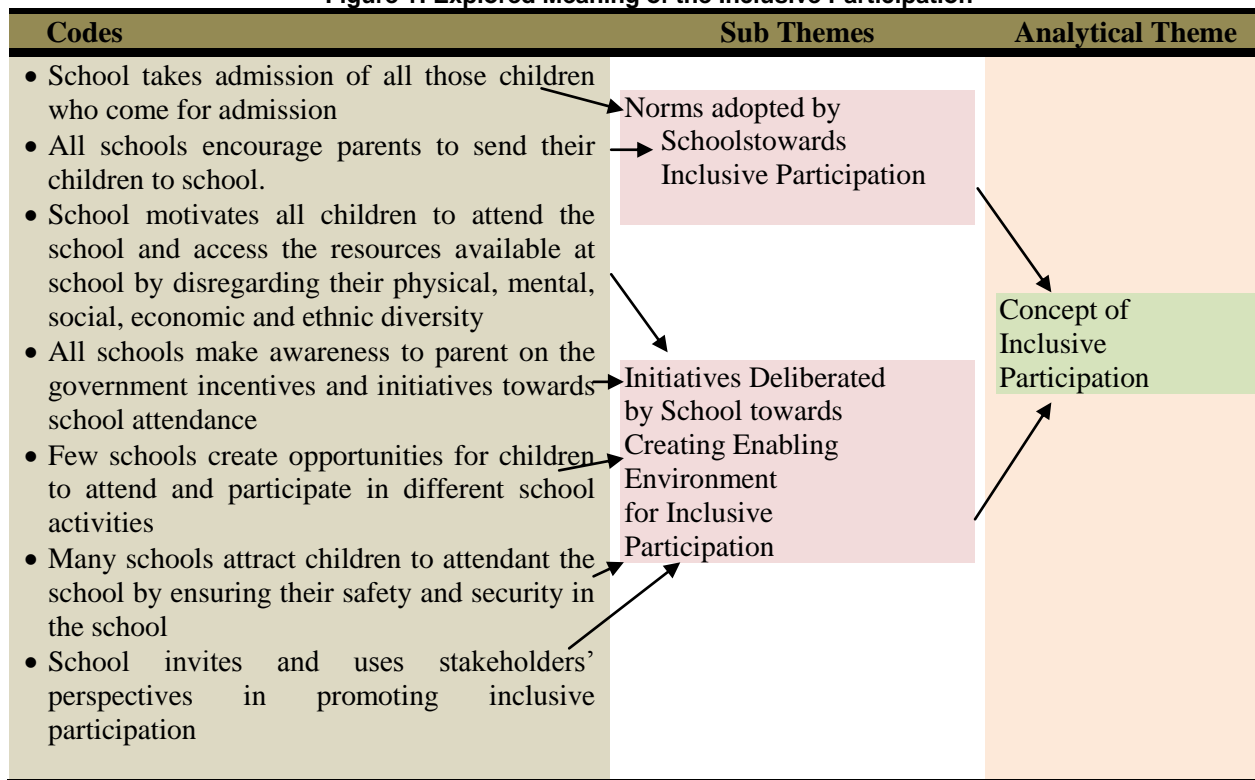 Figure 1: Explored Meaning of the Inclusive Participation
Codes Sub Themes Analytical Theme
• School takes admission of all those children
who come for admission
• All schools encourage parents to send their
children to school.
• School motivates all children to attend the
school and access the resources available at
school by disregarding their physical, mental,
social, economic and ethnic diversity
• All schools make awareness to parent on the
government incentives and initiatives towards
school attendance
• Few schools create opportunities for children
to attend and participate in different school
activities
• Many schools attract children to attendant the
school by ensuring their safety and security in
the school
• School invites and uses stakeholders’
perspectives in promoting inclusive
participation
Norms adopted by
Schoolstowards
Inclusive Participation
Initiatives Deliberated
by School towards
Creating Enabling
Environment
for Inclusive
Participation
Concept of
Inclusive
Participation